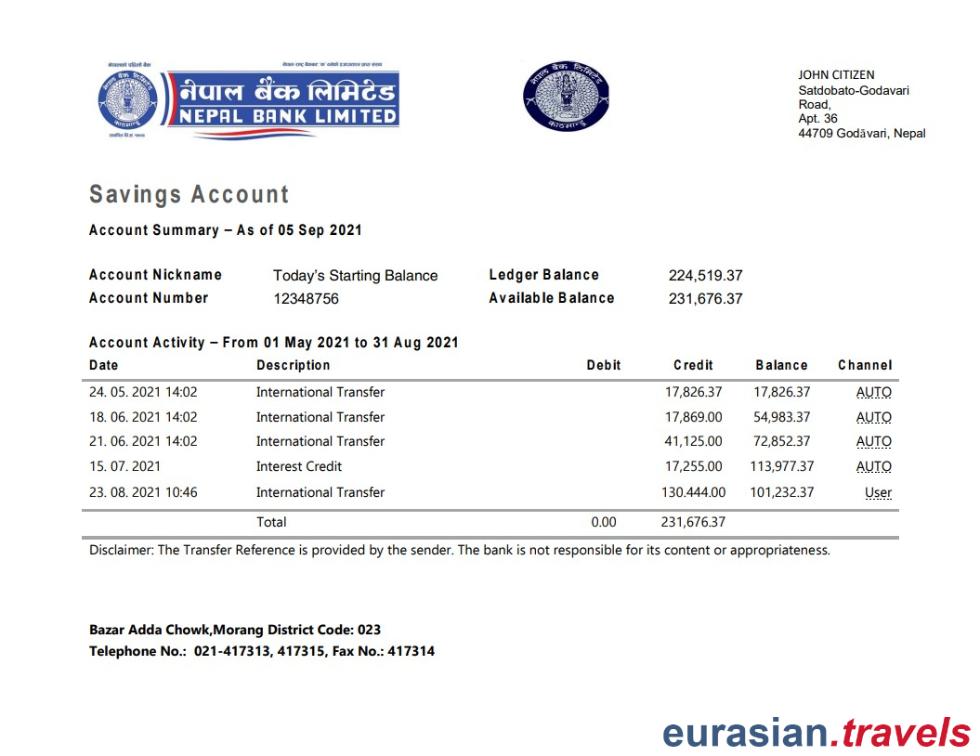 नेपाल बैंक लिमिटेड
NEPAL BANK LIMITED
JOHN CITIZEN
Satdobato-Godavari
Road,
Apt. 36
44709 Godāvari, Nepal
Savings Account
Account Summary – As of 05 Sep 2021
Account Nickname Today's Starting Balance Ledger Balance 224,519.37
Account Number 12348756 Available Balance 231,676.37
Account Activity – From 01 May 2021 to 31 Aug 2021
Date Description Debit Credit Balance Channel
24. 05. 2021 14:02 International Transfer 17,826.37 17,826.37 AUTO
18. 06. 2021 14:02 International Transfer 17,869.00 54,983.37 AUTO
21. 06. 2021 14:02 International Transfer 41,125.00 72,852.37 AUTO
15. 07. 2021 Interest Credit 17,255.00 113,977.37 AUTO
23. 08. 2021 10:46 International Transfer 130.444.00 101,232.37 User
Total 0.00 231,676.37
Disclaimer: The Transfer Reference is provided by the sender. The bank is not responsible for its content or appropriateness.
Bazar Adda Chowk,Morang District Code: 023
Telephone No.: 021-417313, 417315, Fax No.: 417314
eurasian.travels